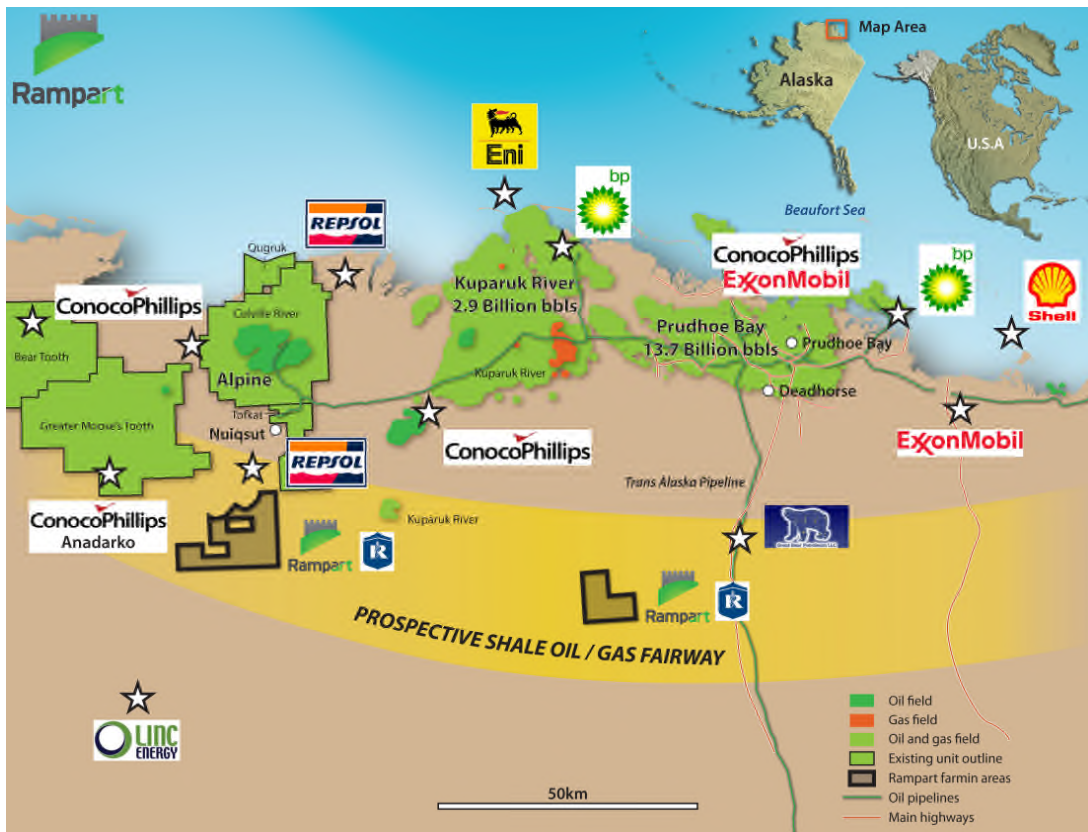 Rampart
Map Area
Alaska
U.S.A
Eni
bp
REPSOL
Beaufort Sea
Qugruk
ConocoPhillips
ExxonMobil
bp
Shell
ConocoPhillips
Kuparuk River
2.9 Billion bbls
Colville River
Prudhoe Bay
13.7 Billion bbls
Prudhoe Bay
Bear Tooth
Alpine
Kuparuk River
Deadhorse
Tofkat
Greater Moose's Tooth
Nuiqsut
ConocoPhillips
ExxonMobil
REPSOL
Trans Alaska Pipeline
ConocoPhillips
Anadarko
Kuparuk River
Rampart
R
Rampart
R
PROSPECTIVE SHALE OIL / GAS FAIRWAY
LINC
ENERGY
Oil field
Gas field
Oil and gas field
Existing unit outline
Rampart farmin areas
Oil pipelines
Main highways
50km